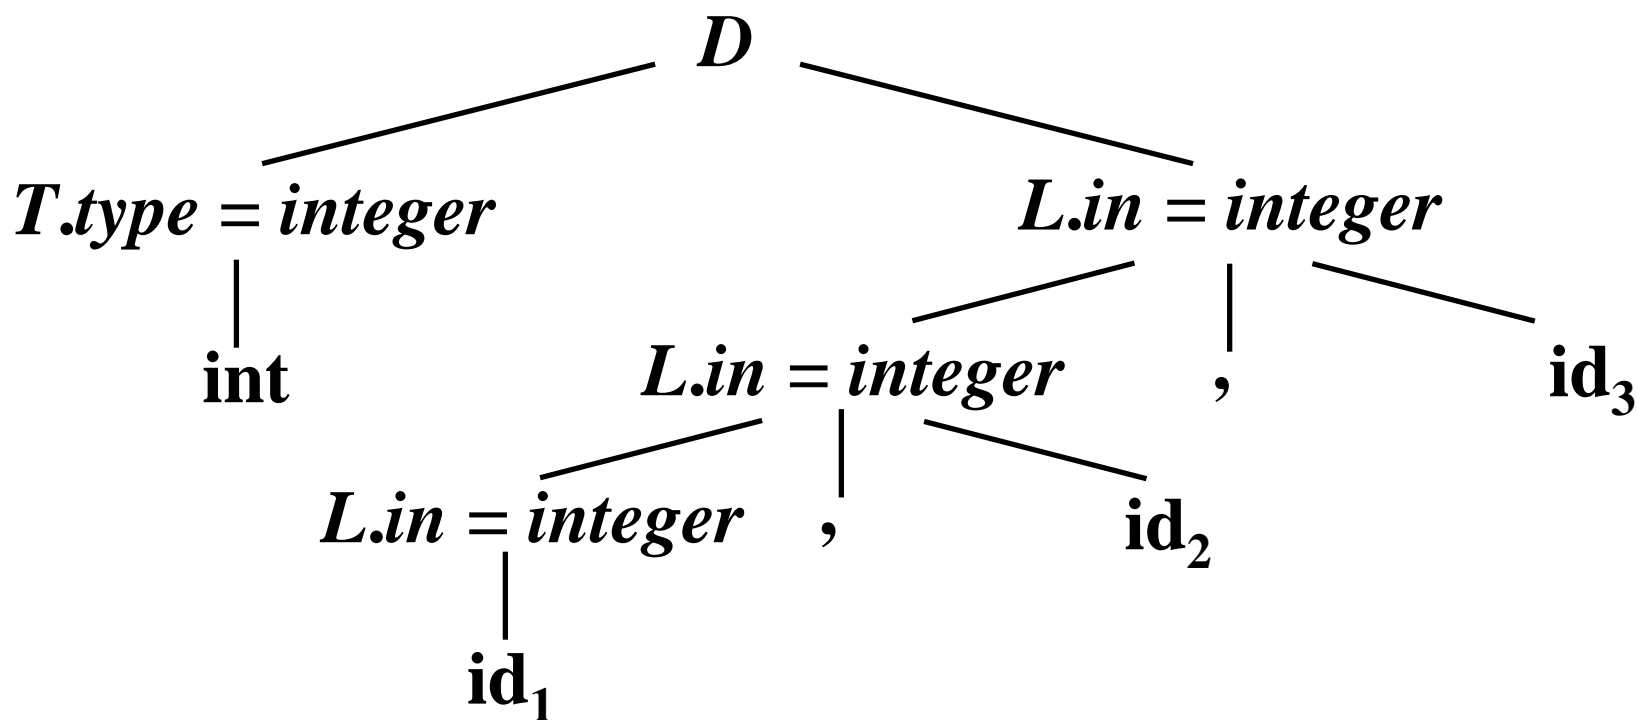 D
T.type = integer
L.in = integer
int
L.in = integer
,
id₃
L.in = integer
,
id₂
id₁